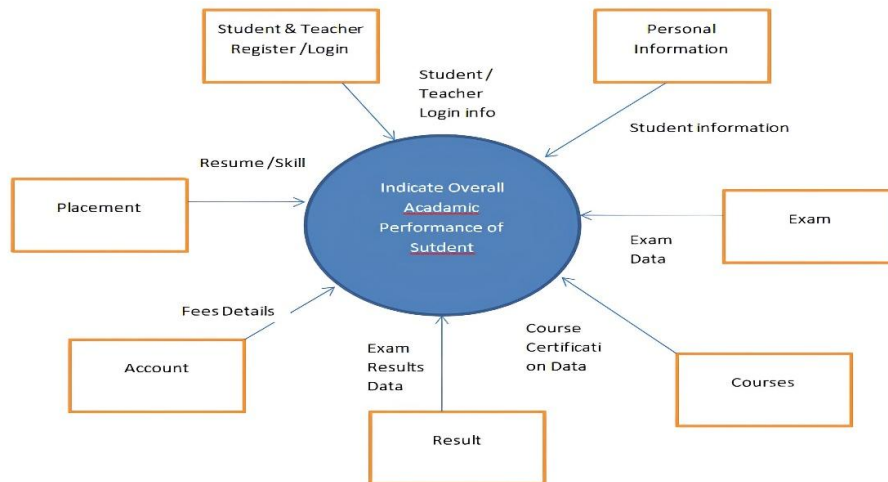 Student & Teacher
Register /Login
Personal
Information
Student /
Teacher
Login info
Student information
Resume /Skill
Placement
Indicate Overall
Acadamic
Performance of
Sutdent
Exam
Exam
Data
Fees Details
Account
Exam
Results
Data
Course
Certificati
on Data
Courses
Result